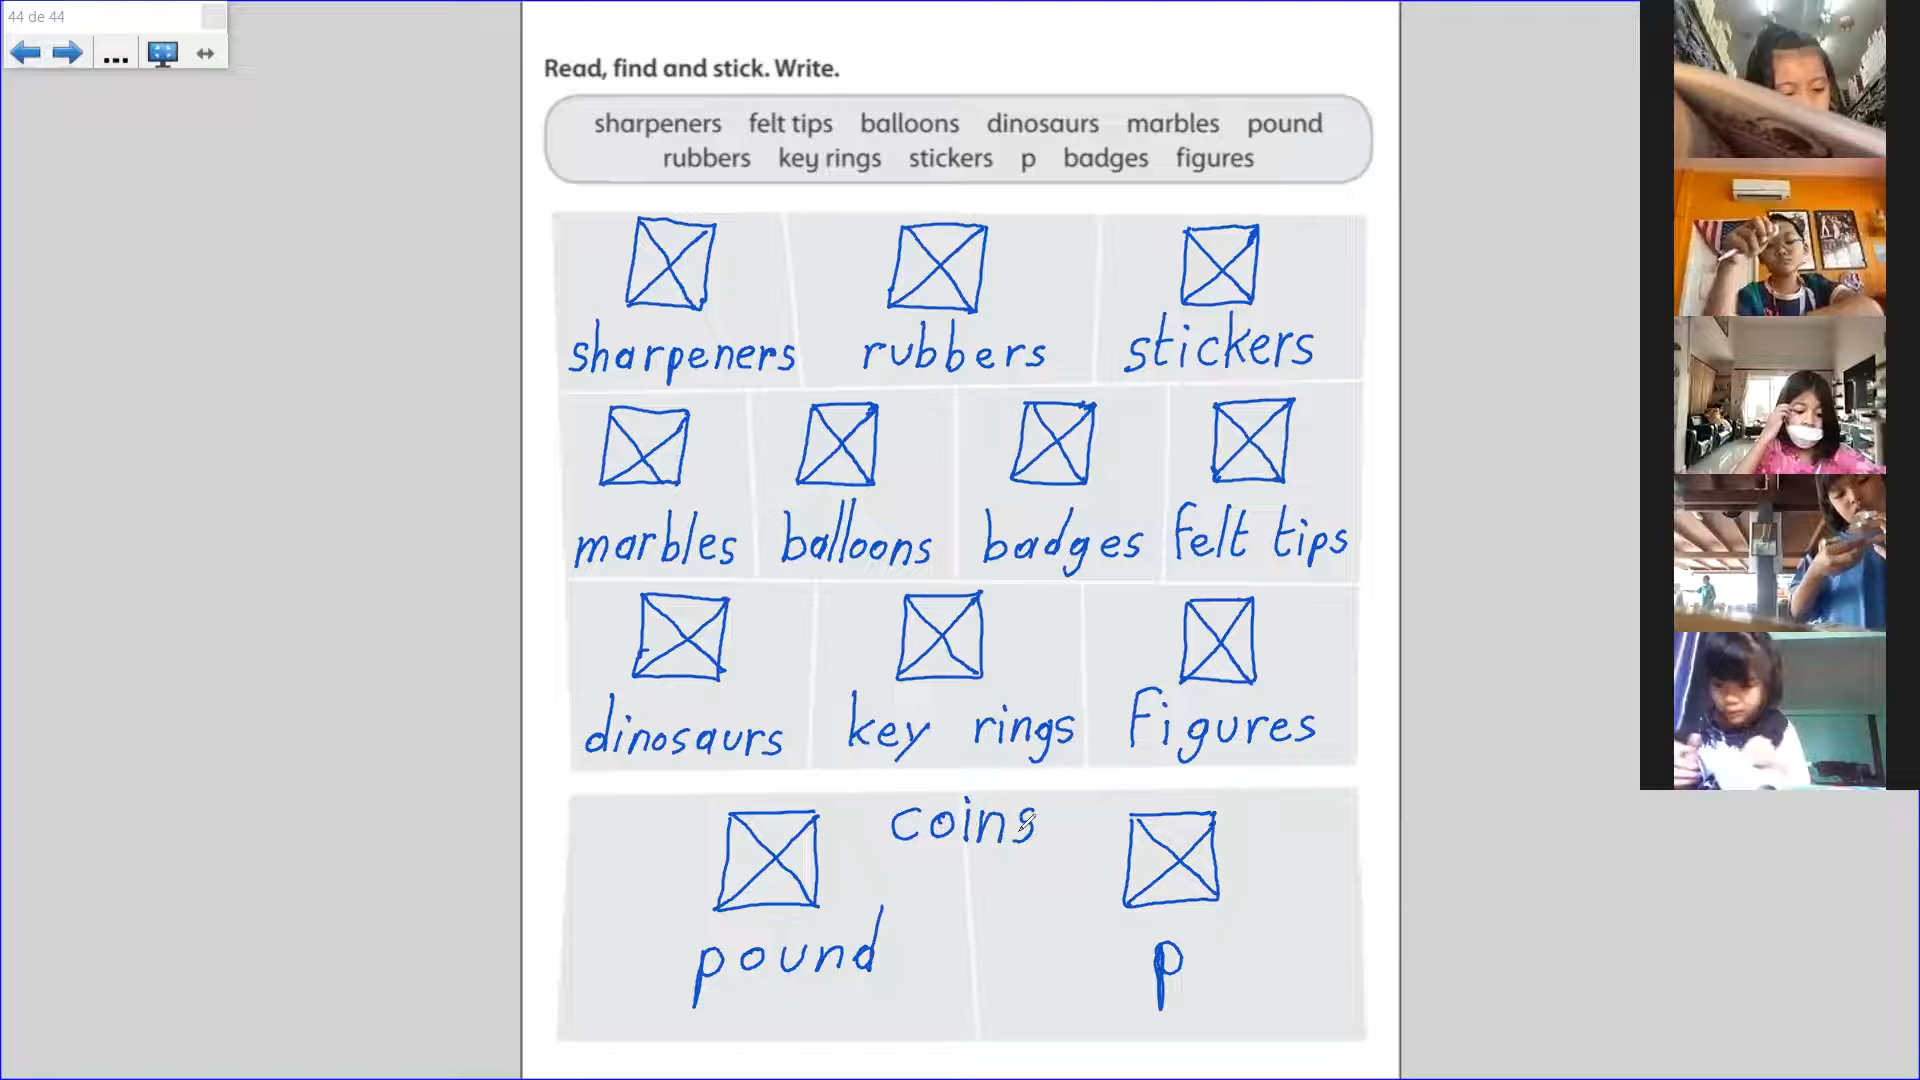 44 de 44
...
Read, find and stick. Write.
sharpeners felt tips balloons dinosaurs marbles pound
rubbers key rings stickers p badges figures
sharpeners rubbers stickers
marbles balloons badges felt tips
dinosaurs key rings figures
coins
pound p